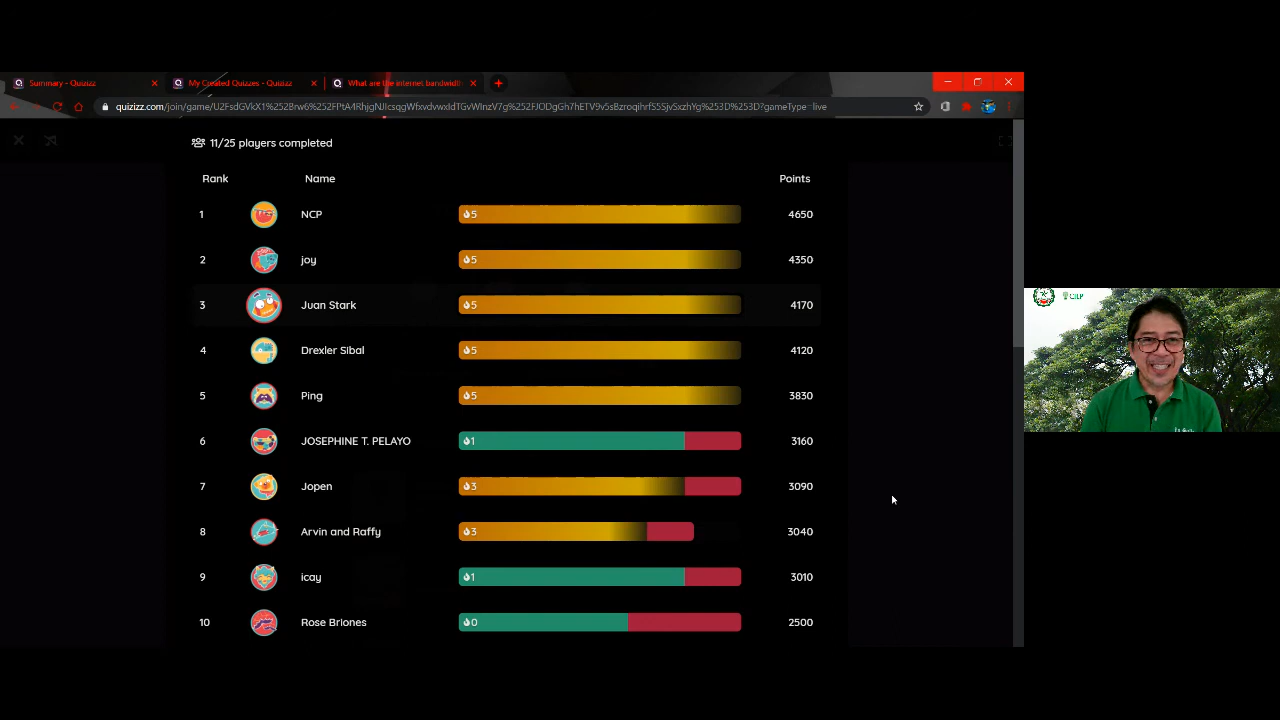 Summary - Quizizz
My Created Quizzes - Quizizz
What are the internet bandwidth
11/25 players completed
Rank Name Points
1 NCP 5 4650
2 joy 5 4350
3 Juan Stark 5 4170
4 Drexler Sibal 5 4120
5 Ping 5 3830
6 JOSEPHINE T. PELAYO 1 3160
7 Jopen 3 3090
8 Arvin and Raffy 3 3040
9 icay 1 3010
10 Rose Briones 0 2500
CILP